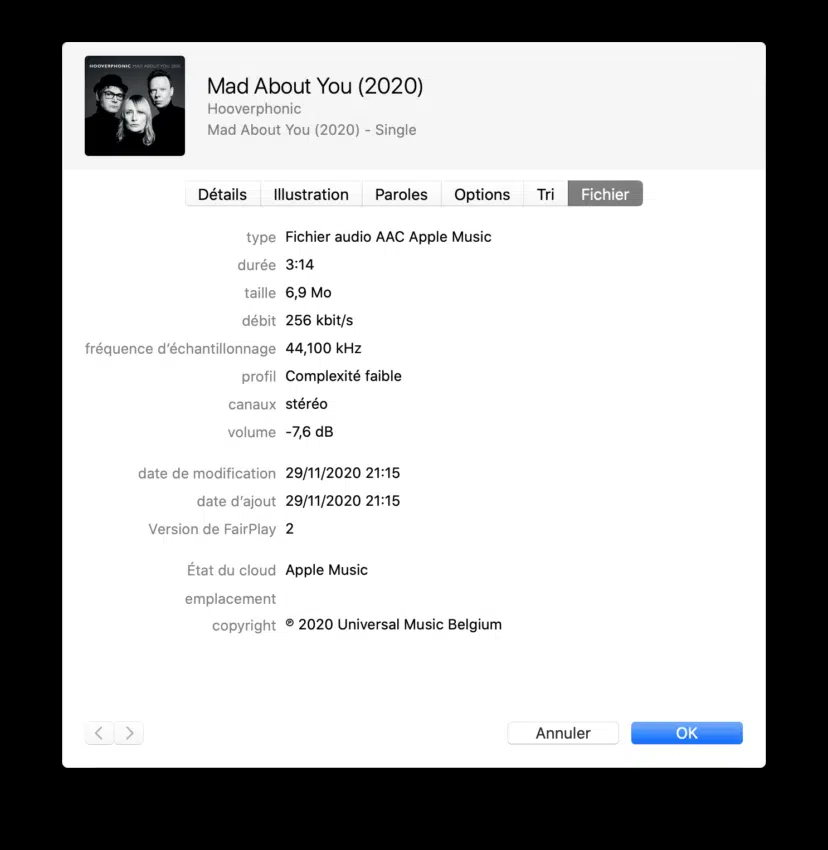 HOOVERPHONIC MAD ABOUT YOU 2020
Mad About You (2020)
Hooverphonic
Mad About You (2020) - Single
Détails Illustration Paroles Options Tri Fichier
type Fichier audio AAC Apple Music
durée 3:14
taille 6,9 Mo
débit 256 kbit/s
fréquence d’échantillonnage 44,100 kHz
profil Complexité faible
canaux stéréo
volume -7,6 dB
date de modification 29/11/2020 21:15
date d’ajout 29/11/2020 21:15
Version de FairPlay 2
État du cloud Apple Music
emplacement
copyright ℗ 2020 Universal Music Belgium
Annuler OK